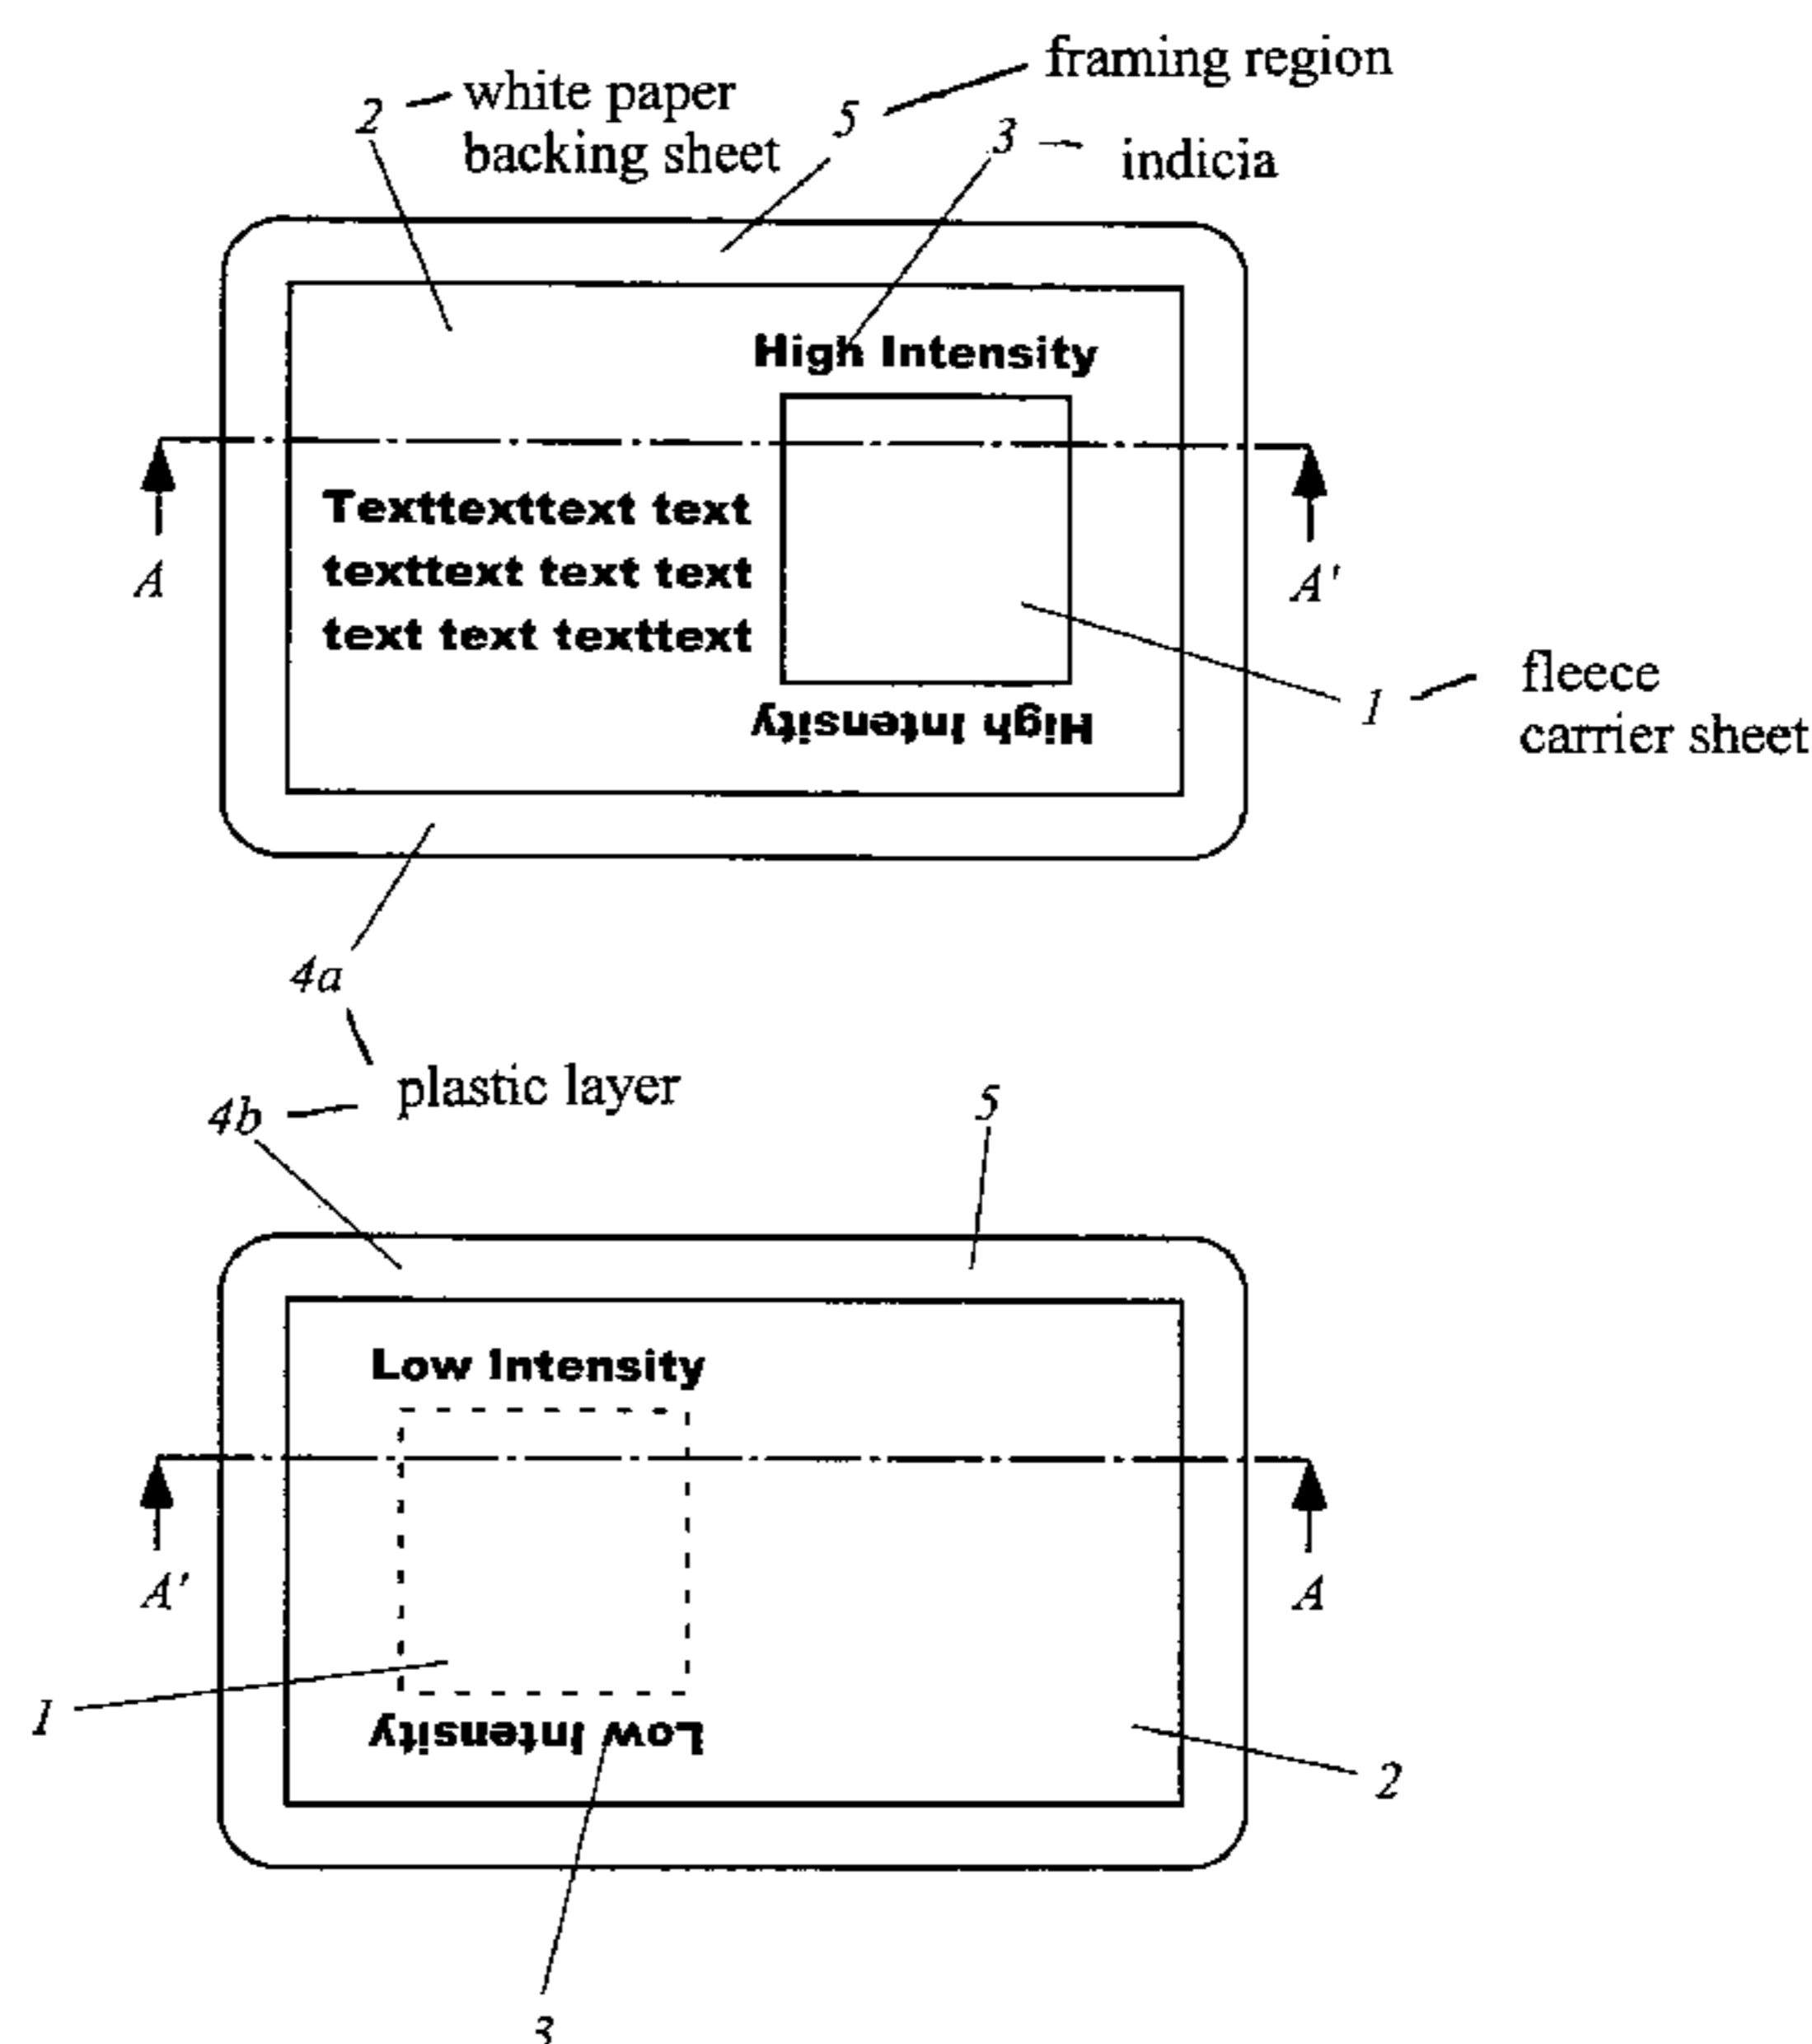 framing region
2 white paper
backing sheet
5
3 indicia
High Intensity
A
A'
Texttexttext text
texttext text text
text text texttext
1 fleece
carrier sheet
High Intensity
4a
plastic layer
4b
5
Low Intensity
A'
A
1
Low Intensity
2
3